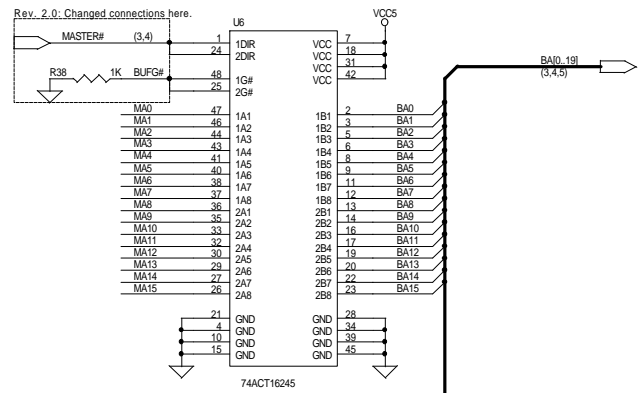 Rev. 2.0: Changed connections here.
U6
VCC5
MASTER# (3,4)
1 1DIR VCC 7
24 2DIR VCC 18
VCC 31
R38 1K BUFG# 48 1G# VCC 42
25 2G#
BA[0..19]
(3,4,5)
MA0 47 1A1 1B1 2 BA0
MA1 46 1A2 1B2 3 BA1
MA2 44 1A3 1B3 5 BA2
MA3 43 1A4 1B4 6 BA3
MA4 41 1A5 1B5 8 BA4
MA5 40 1A6 1B6 9 BA5
MA6 38 1A7 1B7 11 BA6
MA7 37 1A8 1B8 12 BA7
MA8 36 2A1 2B1 13 BA8
MA9 35 2A2 2B2 14 BA9
MA10 33 2A3 2B3 16 BA10
MA11 32 2A4 2B4 17 BA11
MA12 30 2A5 2B5 19 BA12
MA13 29 2A6 2B6 20 BA13
MA14 27 2A7 2B7 22 BA14
MA15 26 2A8 2B8 23 BA15
21 GND GND 28
4 GND GND 34
10 GND GND 39
15 GND GND 45
74ACT16245